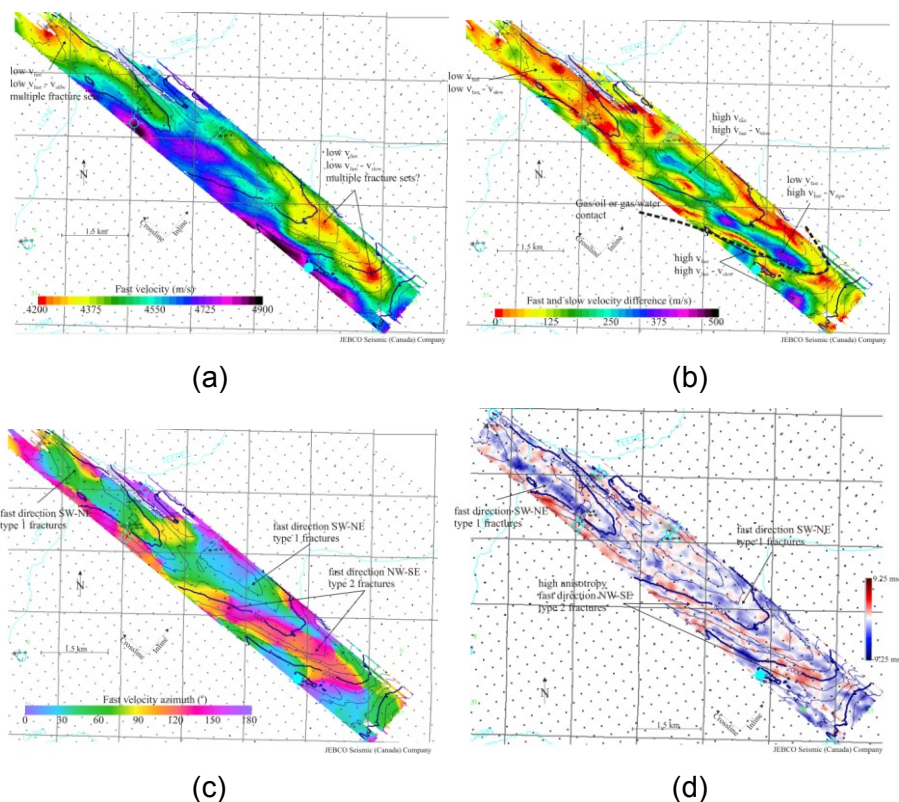 low v_fast
low v_fast - v_slow
multiple fracture sets
low v_fast
low v_fast - v_slow
multiple fracture sets?
N
1.5 km
Crossline
Inline
Fast velocity (m/s)
4200 4375 4550 4725 4900
JEBCO Seismic (Canada) Company
(a)
low v_fast
low v_fast - v_slow
high v_fast
high v_fast - v_slow
low v_fast
high v_fast - v_slow
Gas/oil or gas/water
contact
high v_fast
high v_fast - v_slow
N
1.5 km
Crossline
Inline
Fast and slow velocity difference (m/s)
0 125 250 375 500
JEBCO Seismic (Canada) Company
(b)
fast direction SW-NE
type 1 fractures
fast direction SW-NE
type 1 fractures
fast direction NW-SE
type 2 fractures
N
1.5 km
Crossline
Inline
Fast velocity azimuth (°)
0 30 60 90 120 150 180
JEBCO Seismic (Canada) Company
(c)
fast direction SW-NE
type 1 fractures
fast direction SW-NE
type 1 fractures
high anisotropy
fast direction NW-SE
type 2 fractures
9.25 ms
-9.25 ms
N
1.5 km
Crossline
Inline
JEBCO Seismic (Canada) Company
(d)